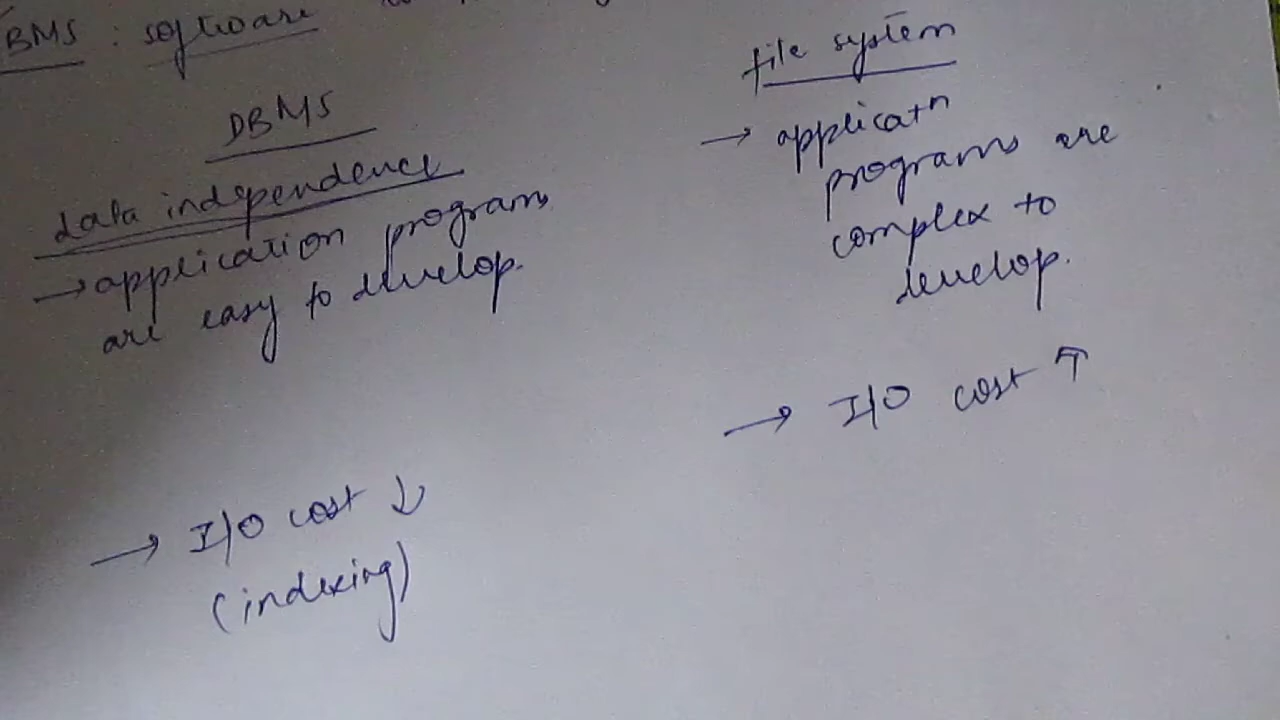 BMS : software
DBMS
data independence
→ application programs
are easy to develop.
→ I/O cost ↓
(indexing)
file system
→ applicatn
programs are
complex to
develop.
→ I/O cost ↑